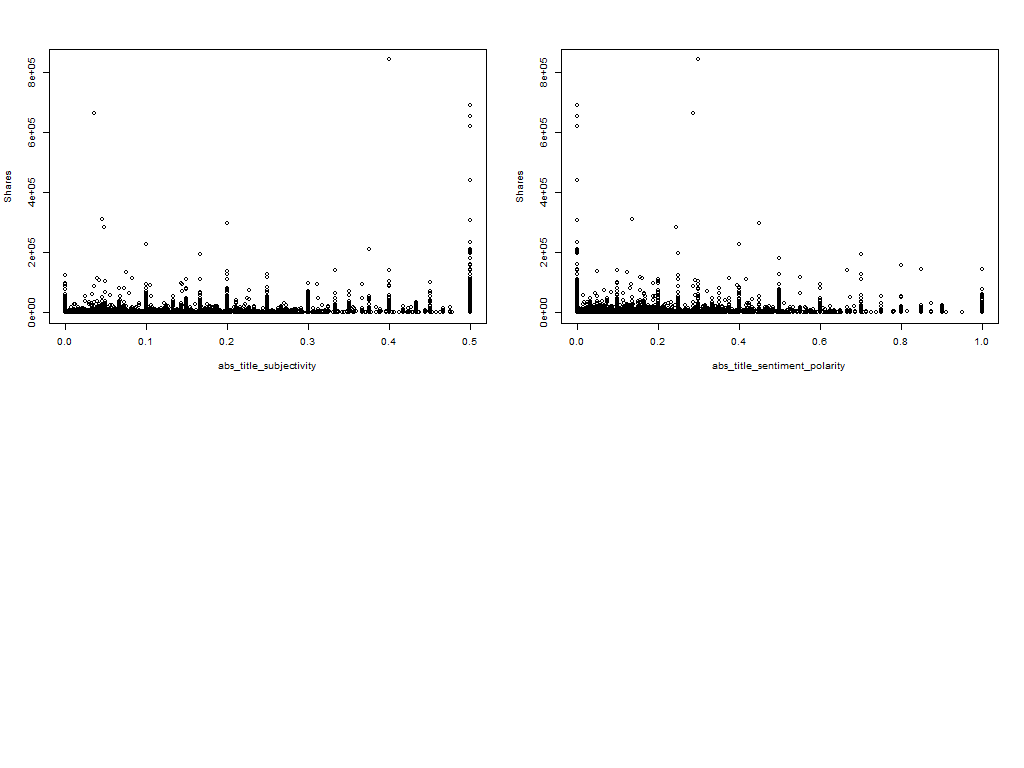 8e+05
6e+05
4e+05
2e+05
0e+00
Shares
0.0 0.1 0.2 0.3 0.4 0.5
abs_title_subjectivity
8e+05
6e+05
4e+05
2e+05
0e+00
Shares
0.0 0.2 0.4 0.6 0.8 1.0
abs_title_sentiment_polarity